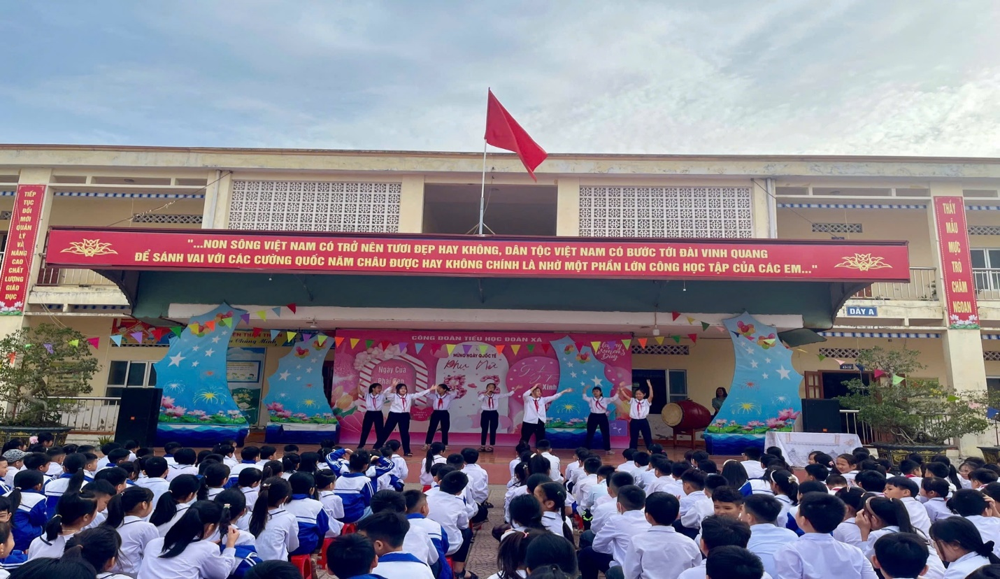 TIẾP
TỤC
ĐỔI
MỚI QUẢN
LÝ VÀ
NÂNG CAO
CHẤT
LƯỢNG
GIÁO
DỤC
"...NON SÔNG VIỆT NAM CÓ TRỞ NÊN TƯƠI ĐẸP HAY KHÔNG, DÂN TỘC VIỆT NAM CÓ BƯỚC TỚI ĐÀI VINH QUANG
ĐỂ SÁNH VAI VỚI CÁC CƯỜNG QUỐC NĂM CHÂU ĐƯỢC HAY KHÔNG CHÍNH LÀ NHỜ MỘT PHẦN LỚN CÔNG HỌC TẬP CỦA CÁC EM..."
THẦY
MẪU
MỰC
TRÒ
CHĂM
NGOAN
DÃY A
THÂN THIỆN
CÔNG ĐOÀN TIỂU HỌC ĐOÀN XÁ
MỪNG NGÀY QUỐC TẾ
Phụ Nữ
Ngày Của
Phái Đẹp
Xinh
Happy
Women's
Day